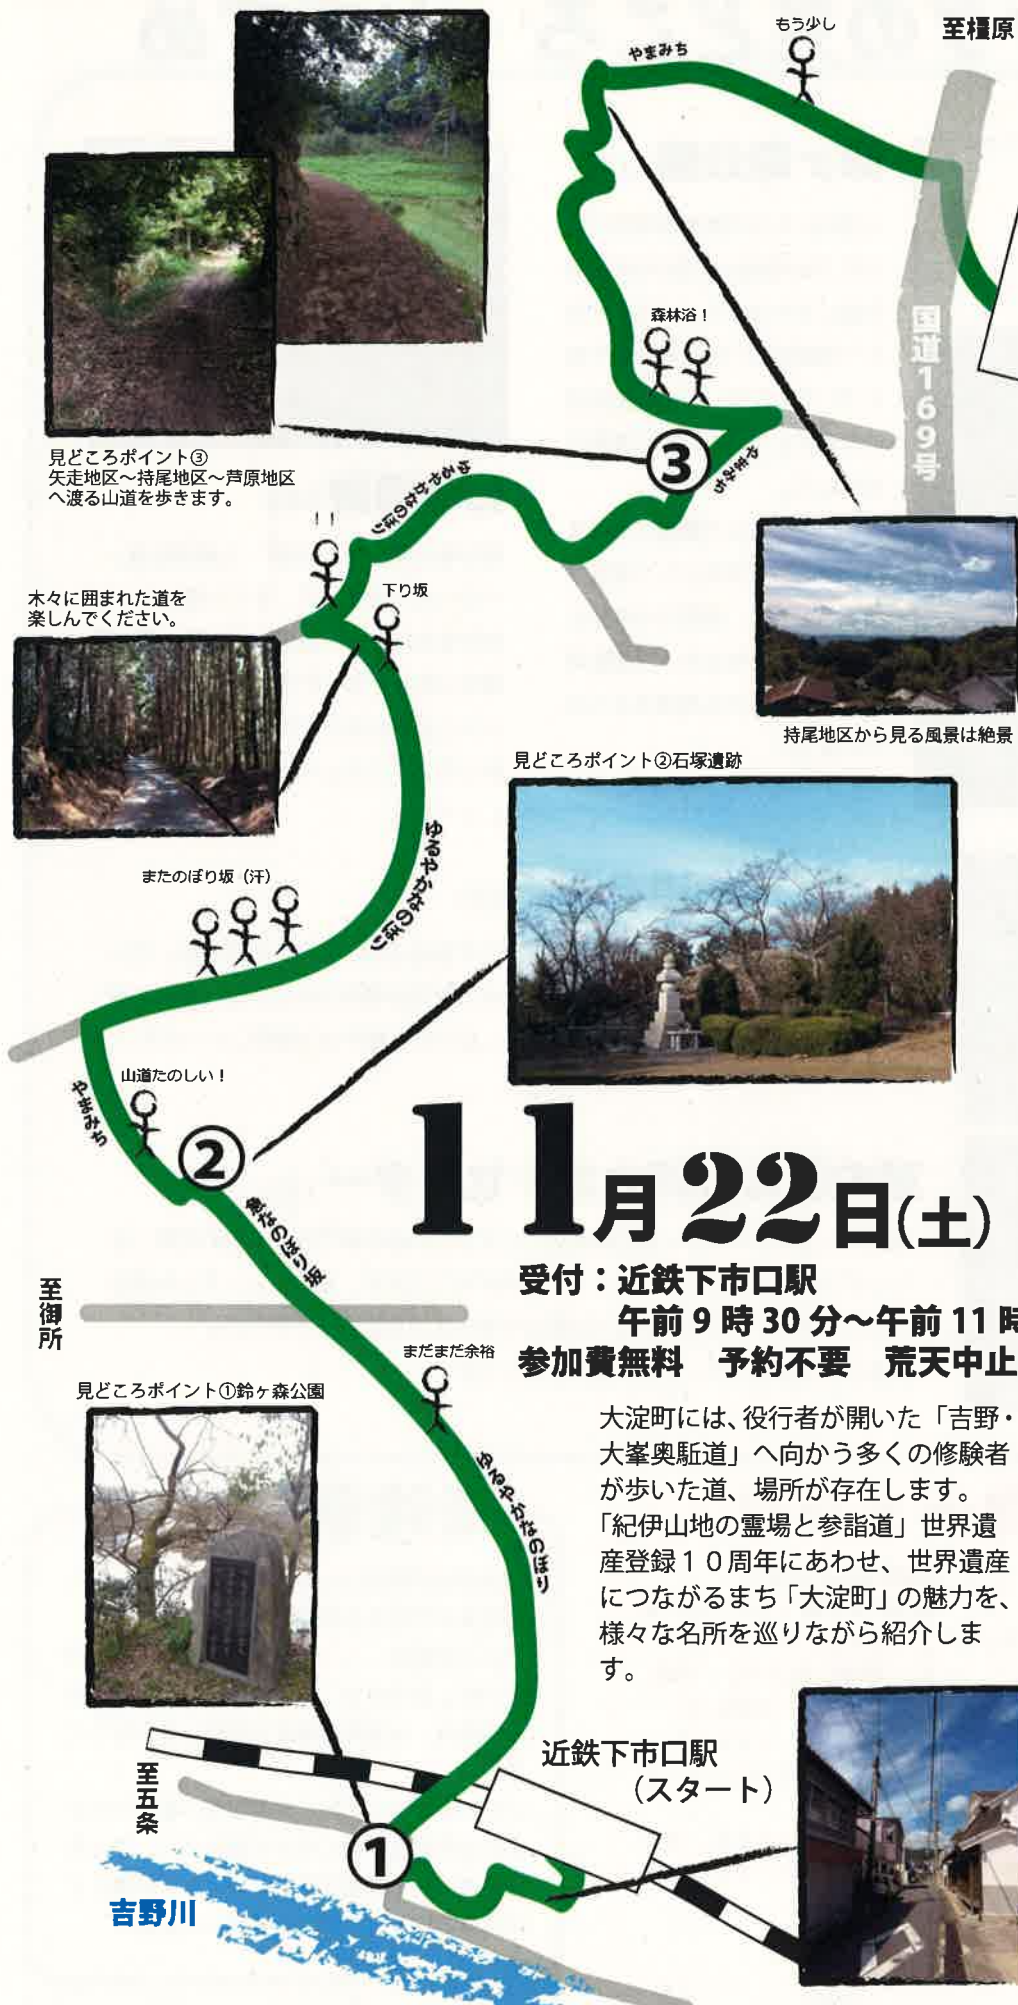 もう少し
至橿原
やまみち
国道169号
森林浴！
③
やまみち
見どころポイント③
矢走地区～持尾地区～芦原地区
へ渡る山道を歩きます。
ゆるやかなのぼり
！！
下り坂
木々に囲まれた道を
楽しんでください。
持尾地区から見る風景は絶景
見どころポイント②石塚遺跡
ゆるやかなのぼり
またのぼり坂（汗）
山道たのしい！
やまみち
②
急なのぼり坂
11月22日(土)
受付：近鉄下市口駅
午前9時30分～午前11時
参加費無料　予約不要　荒天中止
至御所
まだまだ余裕
見どころポイント①鈴ヶ森公園
ゆるやかなのぼり
大淀町には、役行者が開いた「吉野・
大峯奥駈道」へ向かう多くの修験者
が歩いた道、場所が存在します。
「紀伊山地の霊場と参詣道」世界遺
産登録１０周年にあわせ、世界遺産
につながるまち「大淀町」の魅力を、
様々な名所を巡りながら紹介しま
す。
近鉄下市口駅
（スタート）
至五条
①
吉野川